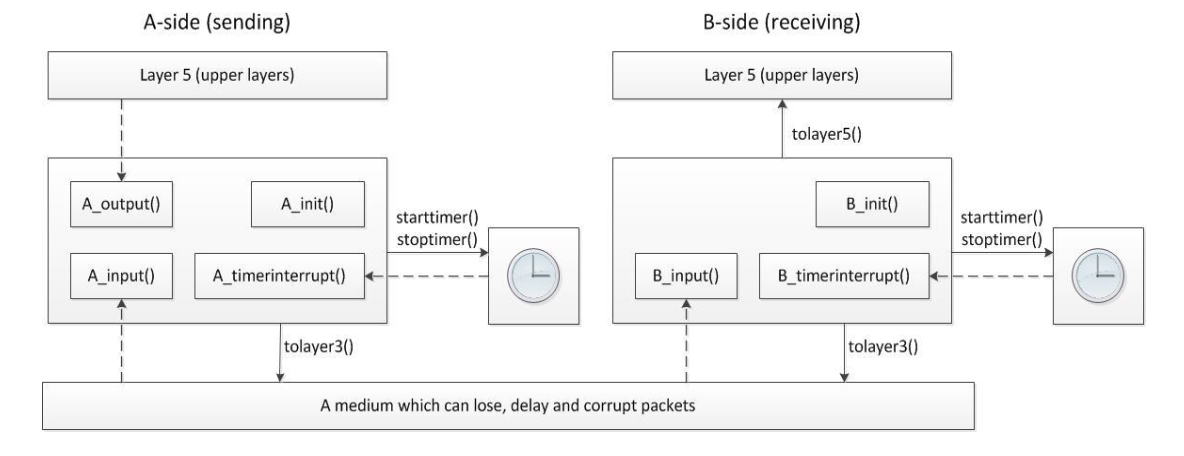 A-side (sending)
B-side (receiving)
Layer 5 (upper layers)
Layer 5 (upper layers)
tolayer5()
A_output()
A_init()
B_init()
starttimer()
stoptimer()
starttimer()
stoptimer()
A_input()
A_timerinterrupt()
B_input()
B_timerinterrupt()
tolayer3()
tolayer3()
A medium which can lose, delay and corrupt packets